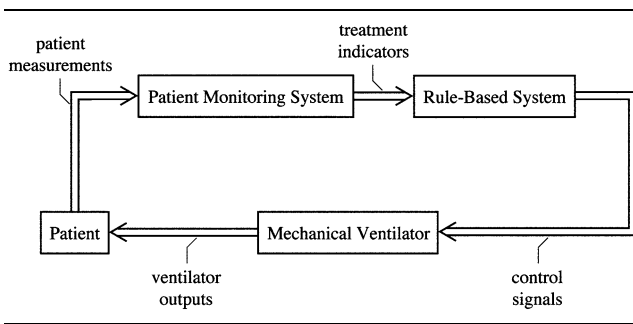 patient
measurements
treatment
indicators
Patient Monitoring System
Rule-Based System
Patient
Mechanical Ventilator
ventilator
outputs
control
signals